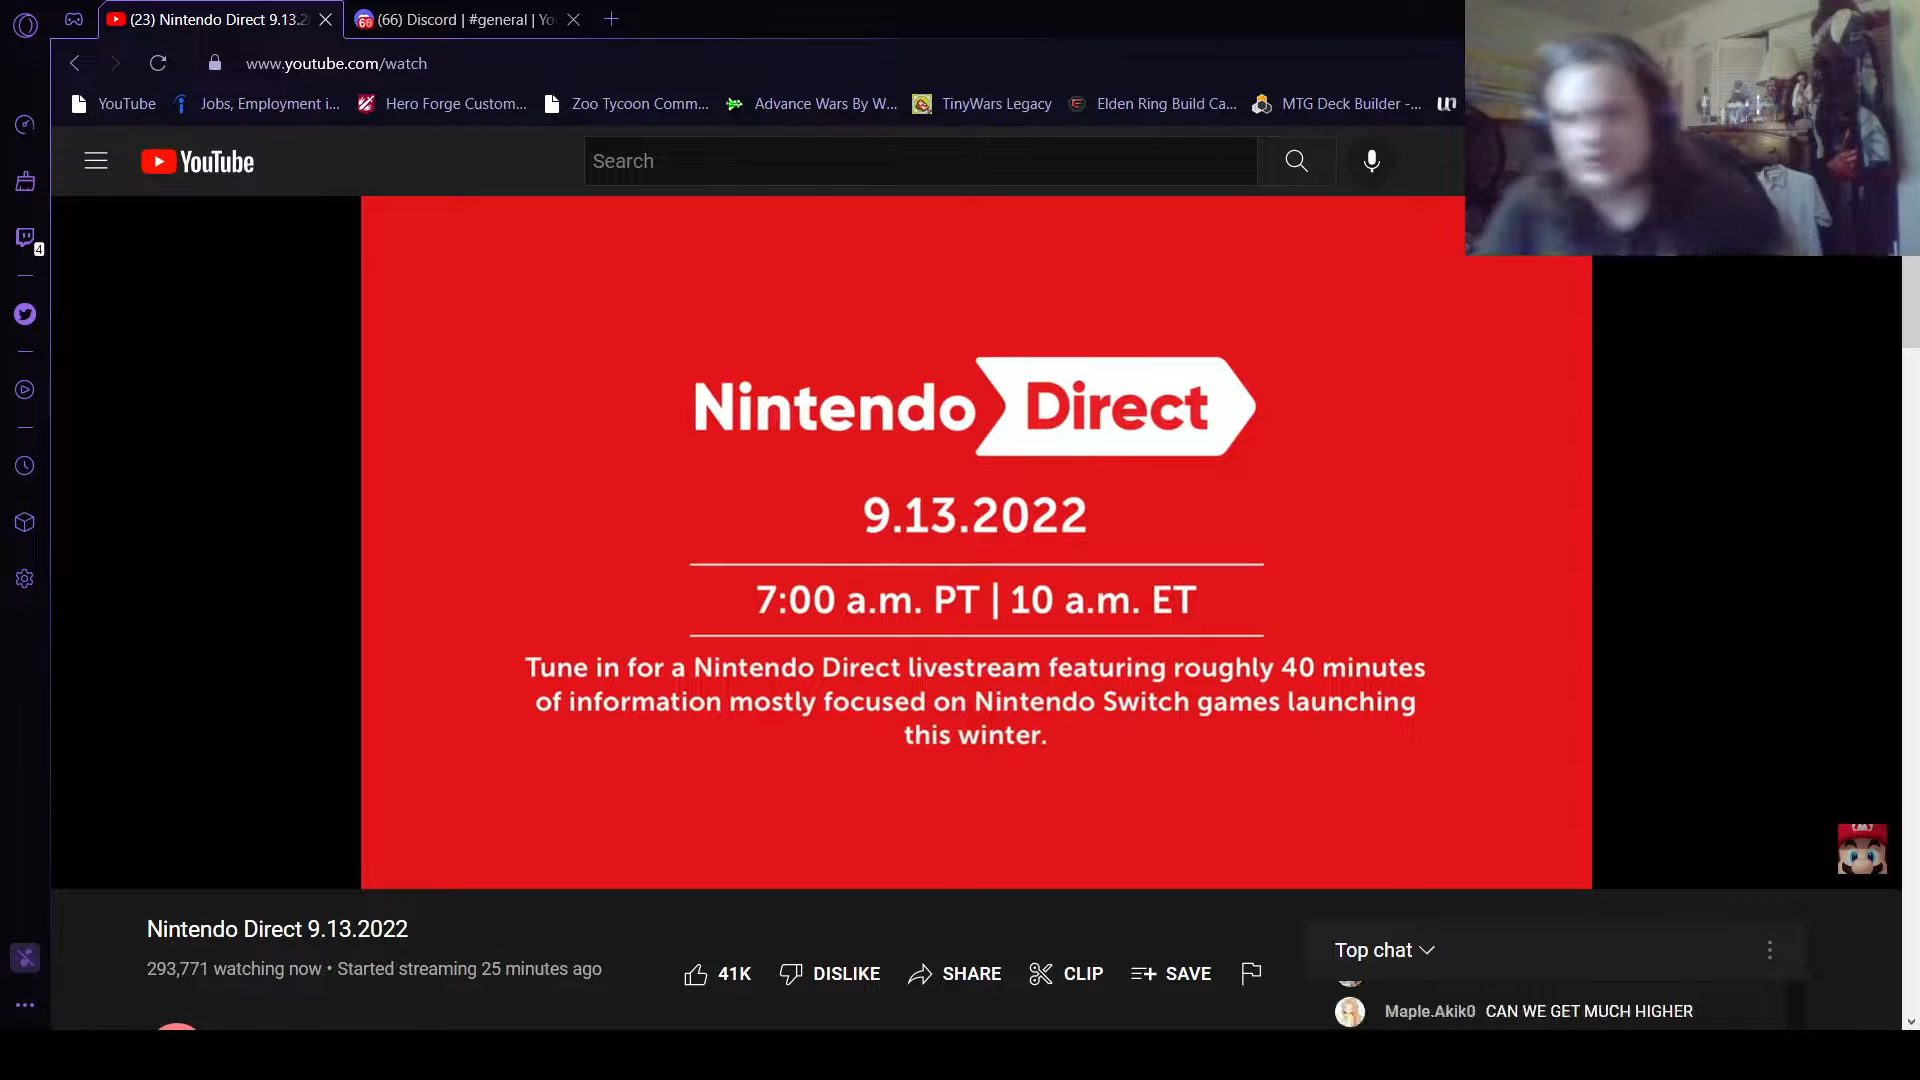 (23) Nintendo Direct 9.13.2
(66) Discord | #general | Yo
www.youtube.com/watch
YouTube
Jobs, Employment i...
Hero Forge Custom...
Zoo Tycoon Comm...
Advance Wars By W...
TinyWars Legacy
Elden Ring Build Ca...
MTG Deck Builder -...
YouTube
Search
4
Nintendo Direct
9.13.2022
7:00 a.m. PT | 10 a.m. ET
Tune in for a Nintendo Direct livestream featuring roughly 40 minutes
of information mostly focused on Nintendo Switch games launching
this winter.
Nintendo Direct 9.13.2022
293,771 watching now • Started streaming 25 minutes ago
41K
DISLIKE
SHARE
CLIP
SAVE
Top chat
Maple.Akik0 CAN WE GET MUCH HIGHER